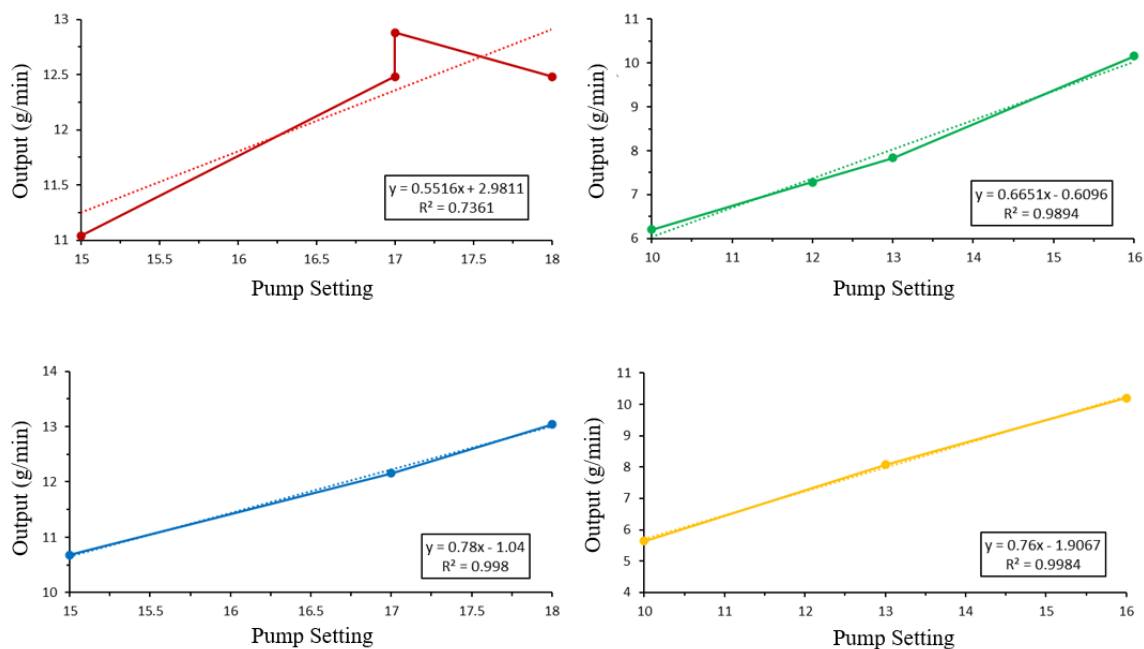 Output (g/min)
13
12.5
12
11.5
11
y = 0.5516x + 2.9811
R² = 0.7361
15 15.5 16 16.5 17 17.5 18
Pump Setting
Output (g/min)
11
10
9
8
7
6
y = 0.6651x - 0.6096
R² = 0.9894
10 11 12 13 14 15 16
Pump Setting
Output (g/min)
14
13
12
11
10
y = 0.78x - 1.04
R² = 0.998
15 15.5 16 16.5 17 17.5 18
Pump Setting
Output (g/min)
11
10
9
8
7
6
5
4
y = 0.76x - 1.9067
R² = 0.9984
10 11 12 13 14 15 16
Pump Setting